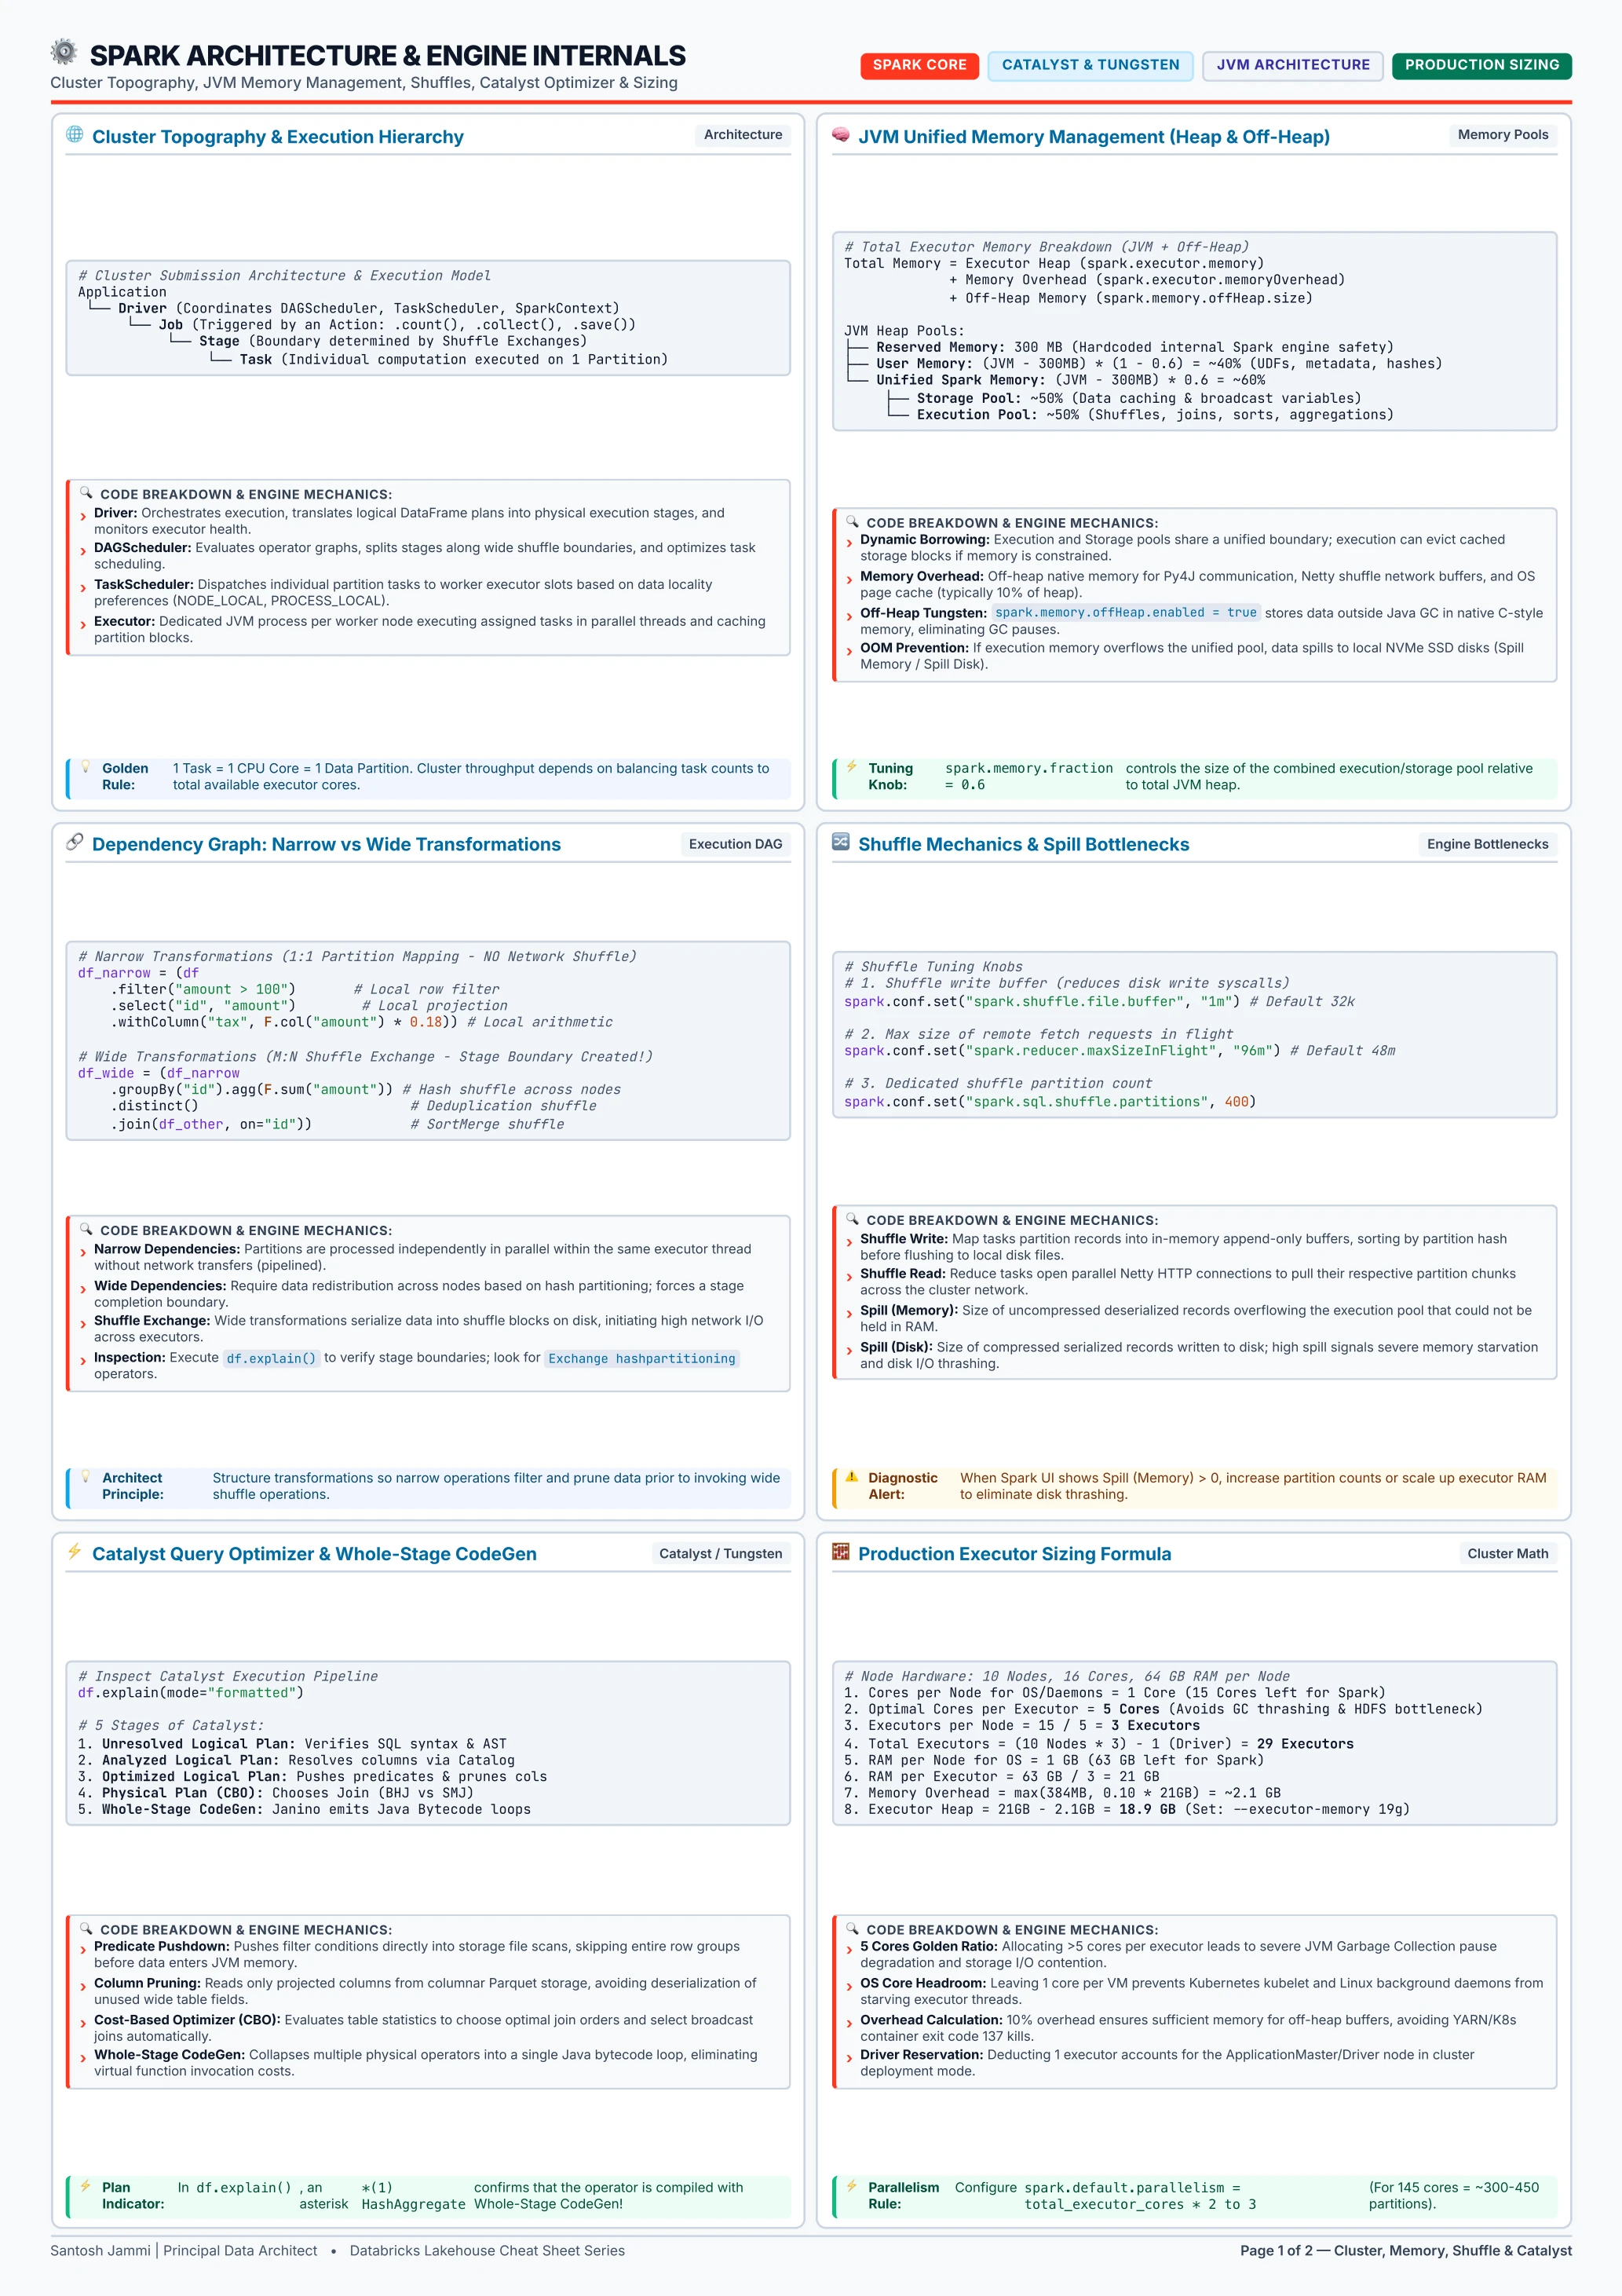 SPARK ARCHITECTURE & ENGINE INTERNALS
Cluster Topography, JVM Memory Management, Shuffles, Catalyst Optimizer & Sizing
SPARK CORE
CATALYST & TUNGSTEN
JVM ARCHITECTURE
PRODUCTION SIZING
Cluster Topography & Execution Hierarchy
Architecture
# Cluster Submission Architecture & Execution Model
Application
└── Driver (Coordinates DAGScheduler, TaskScheduler, SparkContext)
└── Job (Triggered by an Action: .count(), .collect(), .save())
└── Stage (Boundary determined by Shuffle Exchanges)
└── Task (Individual computation executed on 1 Partition)
CODE BREAKDOWN & ENGINE MECHANICS:
› Driver: Orchestrates execution, translates logical DataFrame plans into physical execution stages, and
monitors executor health.
› DAGScheduler: Evaluates operator graphs, splits stages along wide shuffle boundaries, and optimizes task
scheduling.
› TaskScheduler: Dispatches individual partition tasks to worker executor slots based on data locality
preferences (NODE_LOCAL, PROCESS_LOCAL).
› Executor: Dedicated JVM process per worker node executing assigned tasks in parallel threads and caching
partition blocks.
Golden Rule:
1 Task = 1 CPU Core = 1 Data Partition. Cluster throughput depends on balancing task counts to
total available executor cores.
JVM Unified Memory Management (Heap & Off-Heap)
Memory Pools
# Total Executor Memory Breakdown (JVM + Off-Heap)
Total Memory = Executor Heap (spark.executor.memory)
+ Memory Overhead (spark.executor.memoryOverhead)
+ Off-Heap Memory (spark.memory.offHeap.size)
JVM Heap Pools:
├── Reserved Memory: 300 MB (Hardcoded internal Spark engine safety)
├── User Memory: (JVM - 300MB) * (1 - 0.6) = ~40% (UDFs, metadata, hashes)
└── Unified Spark Memory: (JVM - 300MB) * 0.6 = ~60%
├── Storage Pool: ~50% (Data caching & broadcast variables)
└── Execution Pool: ~50% (Shuffles, joins, sorts, aggregations)
CODE BREAKDOWN & ENGINE MECHANICS:
› Dynamic Borrowing: Execution and Storage pools share a unified boundary; execution can evict cached
storage blocks if memory is constrained.
› Memory Overhead: Off-heap native memory for Py4J communication, Netty shuffle network buffers, and OS
page cache (typically 10% of heap).
› Off-Heap Tungsten: spark.memory.offHeap.enabled = true stores data outside Java GC in native C-style
memory, eliminating GC pauses.
› OOM Prevention: If execution memory overflows the unified pool, data spills to local NVMe SSD disks (Spill
Memory / Spill Disk).
Tuning Knob:
spark.memory.fraction = 0.6
controls the size of the combined execution/storage pool relative
to total JVM heap.
Dependency Graph: Narrow vs Wide Transformations
Execution DAG
# Narrow Transformations (1:1 Partition Mapping - NO Network Shuffle)
df_narrow = (df
.filter("amount > 100") # Local row filter
.select("id", "amount") # Local projection
.withColumn("tax", F.col("amount") * 0.18)) # Local arithmetic
# Wide Transformations (M:N Shuffle Exchange - Stage Boundary Created!)
df_wide = (df_narrow
.groupBy("id").agg(F.sum("amount")) # Hash shuffle across nodes
.distinct() # Deduplication shuffle
.join(df_other, on="id")) # SortMerge shuffle
CODE BREAKDOWN & ENGINE MECHANICS:
› Narrow Dependencies: Partitions are processed independently in parallel within the same executor thread
without network transfers (pipelined).
› Wide Dependencies: Require data redistribution across nodes based on hash partitioning; forces a stage
completion boundary.
› Shuffle Exchange: Wide transformations serialize data into shuffle blocks on disk, initiating high network I/O
across executors.
› Inspection: Execute df.explain() to verify stage boundaries; look for Exchange hashpartitioning
operators.
Architect Principle:
Structure transformations so narrow operations filter and prune data prior to invoking wide
shuffle operations.
Shuffle Mechanics & Spill Bottlenecks
Engine Bottlenecks
# Shuffle Tuning Knobs
# 1. Shuffle write buffer (reduces disk write syscalls)
spark.conf.set("spark.shuffle.file.buffer", "1m") # Default 32k
# 2. Max size of remote fetch requests in flight
spark.conf.set("spark.reducer.maxSizeInFlight", "96m") # Default 48m
# 3. Dedicated shuffle partition count
spark.conf.set("spark.sql.shuffle.partitions", 400)
CODE BREAKDOWN & ENGINE MECHANICS:
› Shuffle Write: Map tasks partition records into in-memory append-only buffers, sorting by partition hash
before flushing to local disk files.
› Shuffle Read: Reduce tasks open parallel Netty HTTP connections to pull their respective partition chunks
across the cluster network.
› Spill (Memory): Size of uncompressed deserialized records overflowing the execution pool that could not be
held in RAM.
› Spill (Disk): Size of compressed serialized records written to disk; high spill signals severe memory starvation
and disk I/O thrashing.
Diagnostic Alert:
When Spark UI shows Spill (Memory) > 0, increase partition counts or scale up executor RAM
to eliminate disk thrashing.
Catalyst Query Optimizer & Whole-Stage CodeGen
Catalyst / Tungsten
# Inspect Catalyst Execution Pipeline
df.explain(mode="formatted")
# 5 Stages of Catalyst:
1. Unresolved Logical Plan: Verifies SQL syntax & AST
2. Analyzed Logical Plan: Resolves columns via Catalog
3. Optimized Logical Plan: Pushes predicates & prunes cols
4. Physical Plan (CBO): Chooses Join (BHJ vs SMJ)
5. Whole-Stage CodeGen: Janino emits Java Bytecode loops
CODE BREAKDOWN & ENGINE MECHANICS:
› Predicate Pushdown: Pushes filter conditions directly into storage file scans, skipping entire row groups
before data enters JVM memory.
› Column Pruning: Reads only projected columns from columnar Parquet storage, avoiding deserialization of
unused wide table fields.
› Cost-Based Optimizer (CBO): Evaluates table statistics to choose optimal join orders and select broadcast
joins automatically.
› Whole-Stage CodeGen: Collapses multiple physical operators into a single Java bytecode loop, eliminating
virtual function invocation costs.
Plan Indicator:
In df.explain() , an asterisk *(1) HashAggregate
confirms that the operator is compiled with
Whole-Stage CodeGen!
Production Executor Sizing Formula
Cluster Math
# Node Hardware: 10 Nodes, 16 Cores, 64 GB RAM per Node
1. Cores per Node for OS/Daemons = 1 Core (15 Cores left for Spark)
2. Optimal Cores per Executor = 5 Cores (Avoids GC thrashing & HDFS bottleneck)
3. Executors per Node = 15 / 5 = 3 Executors
4. Total Executors = (10 Nodes * 3) - 1 (Driver) = 29 Executors
5. RAM per Node for OS = 1 GB (63 GB left for Spark)
6. RAM per Executor = 63 GB / 3 = 21 GB
7. Memory Overhead = max(384MB, 0.10 * 21GB) = ~2.1 GB
8. Executor Heap = 21GB - 2.1GB = 18.9 GB (Set: --executor-memory 19g)
CODE BREAKDOWN & ENGINE MECHANICS:
› 5 Cores Golden Ratio: Allocating >5 cores per executor leads to severe JVM Garbage Collection pause
degradation and storage I/O contention.
› OS Core Headroom: Leaving 1 core per VM prevents Kubernetes kubelet and Linux background daemons from
starving executor threads.
› Overhead Calculation: 10% overhead ensures sufficient memory for off-heap buffers, avoiding YARN/K8s
container exit code 137 kills.
› Driver Reservation: Deducting 1 executor accounts for the ApplicationMaster/Driver node in cluster
deployment mode.
Parallelism Rule:
Configure spark.default.parallelism =
total_executor_cores * 2 to 3
(For 145 cores = ~300-450
partitions).
Santosh Jammi | Principal Data Architect • Databricks Lakehouse Cheat Sheet Series
Page 1 of 2 — Cluster, Memory, Shuffle & Catalyst